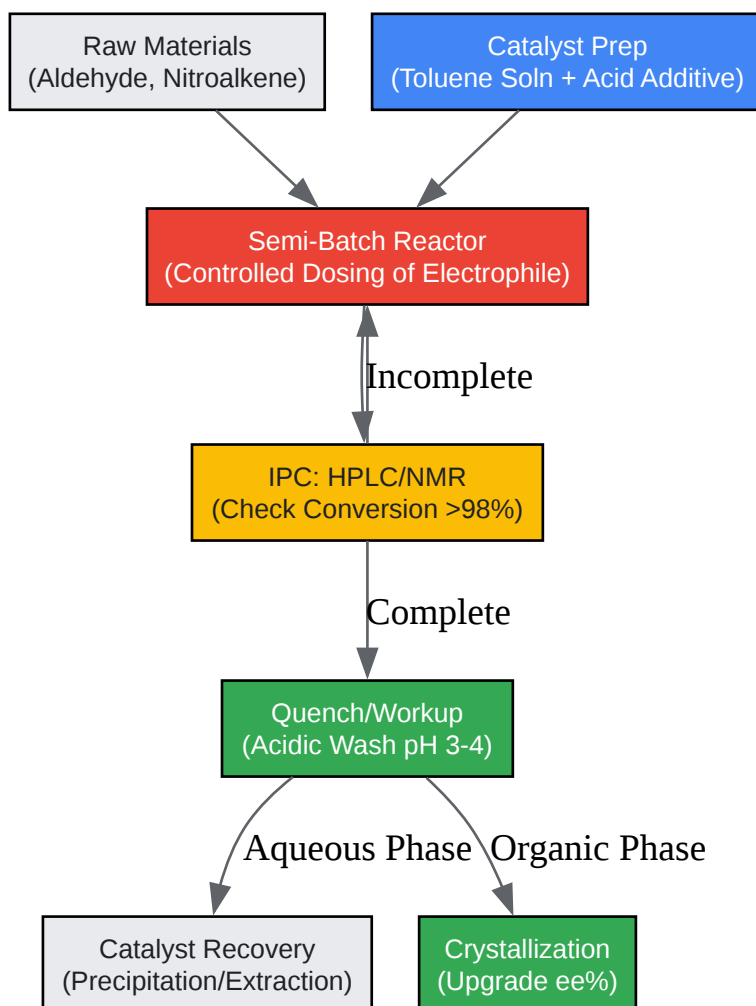 Raw Materials
(Aldehyde, Nitroalkene)
Catalyst Prep
(Toluene Soln + Acid Additive)
Semi-Batch Reactor
(Controlled Dosing of Electrophile)
Incomplete
IPC: HPLC/NMR
(Check Conversion >98%)
Complete
Quench/Workup
(Acidic Wash pH 3-4)
Aqueous Phase
Organic Phase
Catalyst Recovery
(Precipitation/Extraction)
Crystallization
(Upgrade ee%)